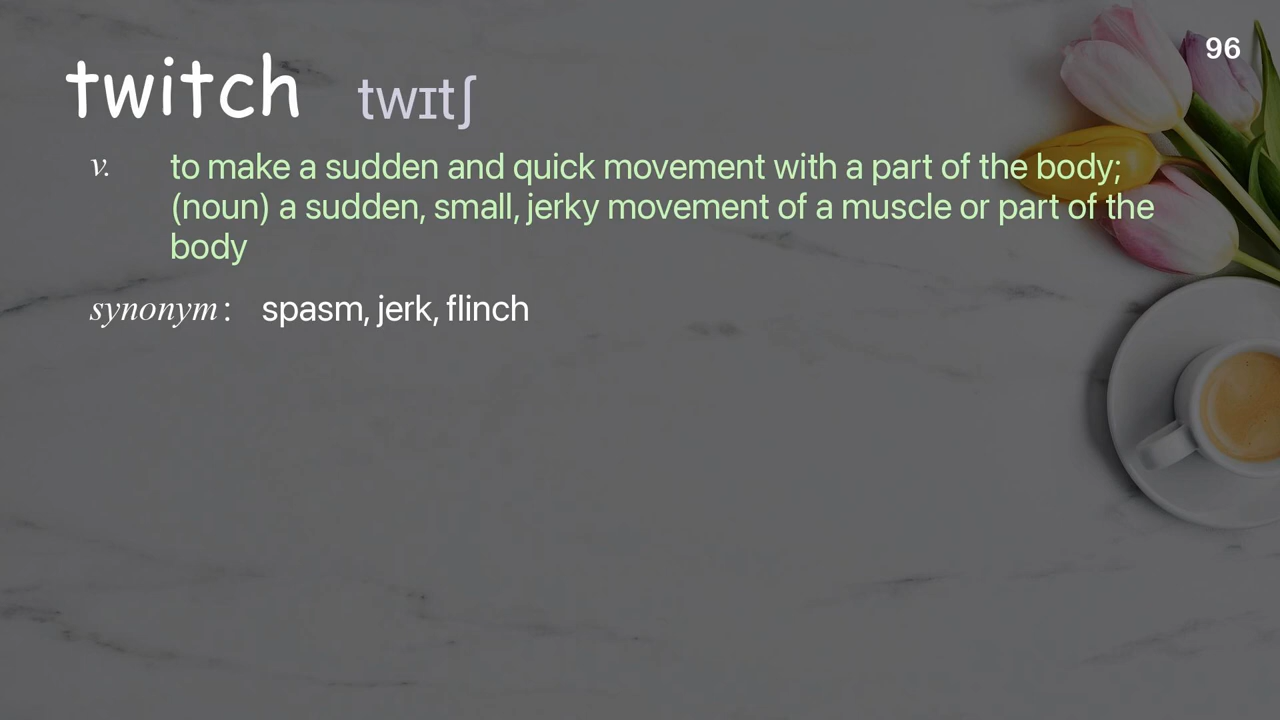 96
twitch twɪtʃ
v. to make a sudden and quick movement with a part of the body;
(noun) a sudden, small, jerky movement of a muscle or part of the
body
synonym: spasm, jerk, flinch